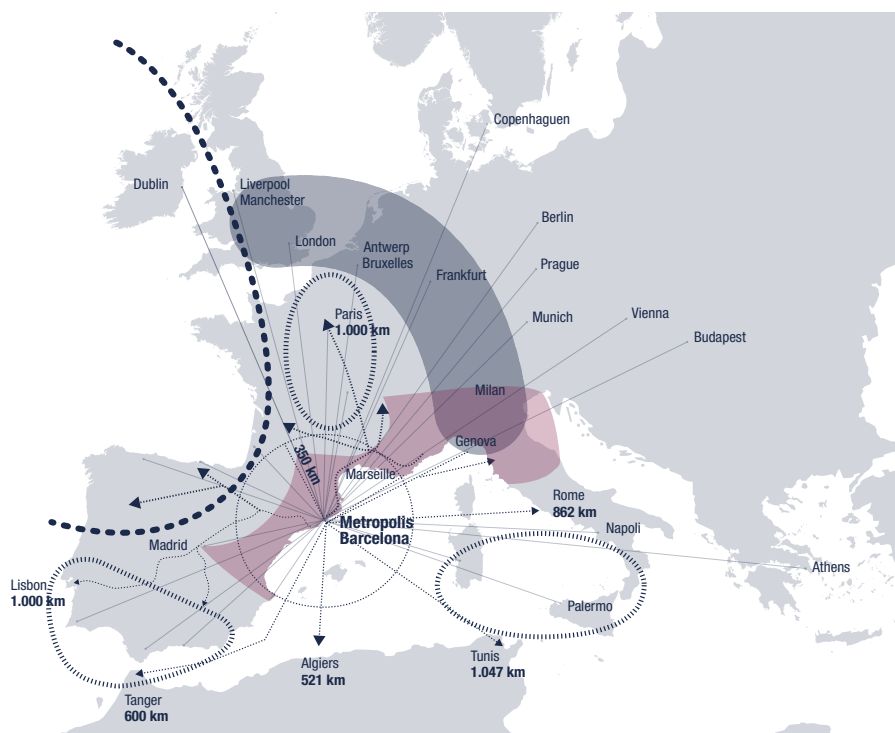 Copenhaguen
Dublin
Liverpool
Manchester
Berlin
London
Antwerp
Bruxelles
Prague
Frankfurt
Paris
1.000 km
Munich
Vienna
Budapest
Milan
Genova
350 km
Marseille
Rome
862 km
Metropolis
Barcelona
Napoli
Madrid
Athens
Lisbon
1.000 km
Palermo
Algiers
521 km
Tunis
1.047 km
Tanger
600 km